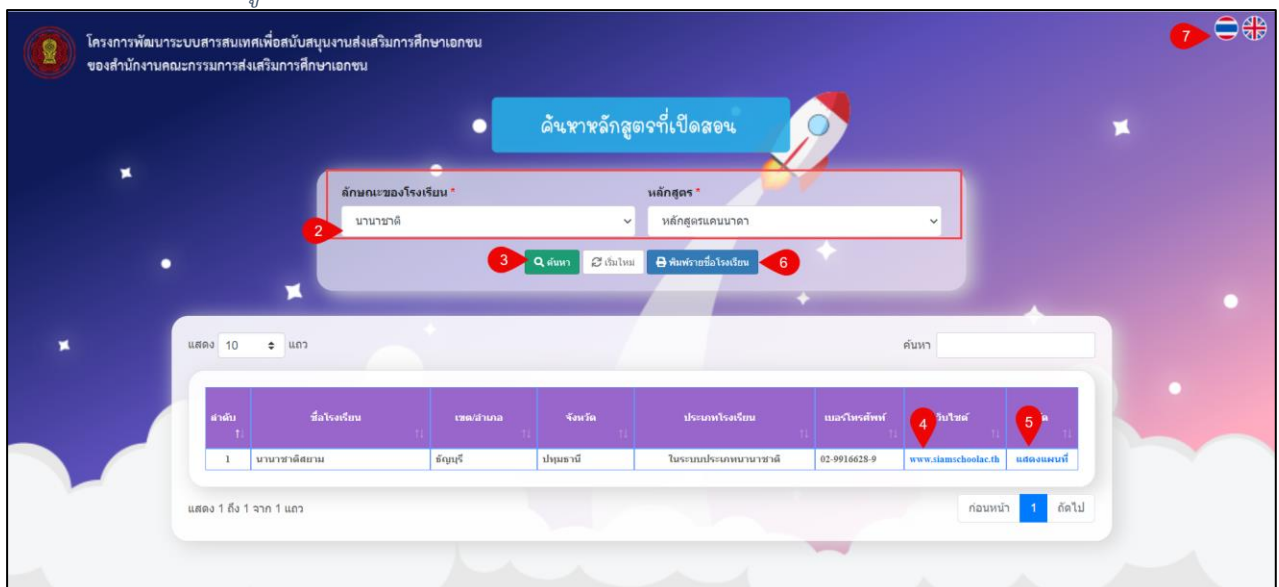 โครงการพัฒนาระบบสารสนเทศเพื่อสนับสนุนงานส่งเสริมการศึกษาเอกชน
ของสำนักงานคณะกรรมการส่งเสริมการศึกษาเอกชน
7
ค้นหาหลักสูตรที่เปิดสอน
ลักษณะของโรงเรียน * หลักสูตร *
2 นานาชาติ หลักสูตรแคนนาดา
3 ค้นหา เริ่มใหม่ พิมพ์รายชื่อโรงเรียน 6
แสดง 10 แถว ค้นหา
ลำดับ ชื่อโรงเรียน เขต/อำเภอ จังหวัด ประเภทโรงเรียน เบอร์โทรศัพท์ 4 5
1 นานาชาติสยาม ธัญบุรี ปทุมธานี ในระบบประเภทนานาชาติ 02-9916628-9 www.siamschoolac.th แสดงแผนที่
แสดง 1 ถึง 1 จาก 1 แถว ก่อนหน้า 1 ถัดไป